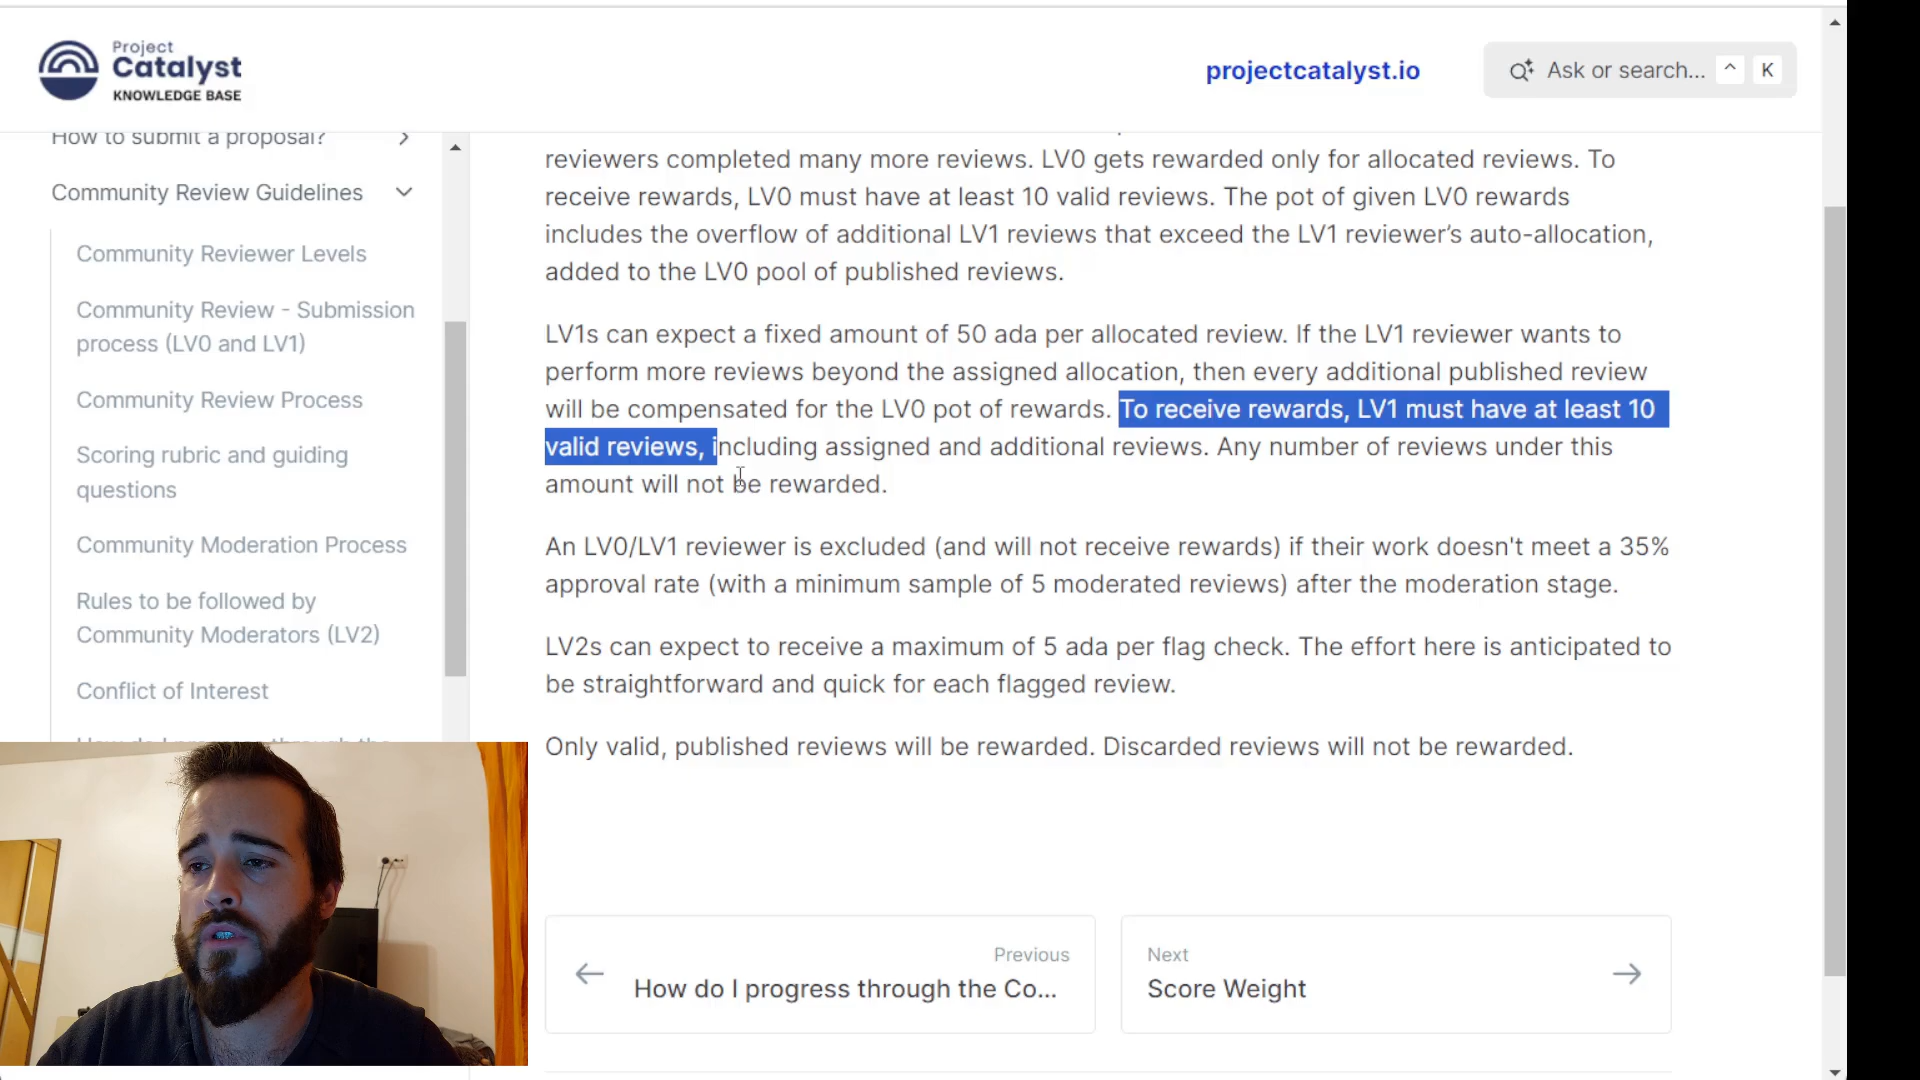 Project
Catalyst
KNOWLEDGE BASE
projectcatalyst.io
Ask or search...
^
K
How to submit a proposal?
Community Review Guidelines
Community Reviewer Levels
Community Review - Submission
process (LV0 and LV1)
Community Review Process
Scoring rubric and guiding
questions
Community Moderation Process
Rules to be followed by
Community Moderators (LV2)
Conflict of Interest
reviewers completed many more reviews. LV0 gets rewarded only for allocated reviews. To
receive rewards, LV0 must have at least 10 valid reviews. The pot of given LV0 rewards
includes the overflow of additional LV1 reviews that exceed the LV1 reviewer’s auto-allocation,
added to the LV0 pool of published reviews.
LV1s can expect a fixed amount of 50 ada per allocated review. If the LV1 reviewer wants to
perform more reviews beyond the assigned allocation, then every additional published review
will be compensated for the LV0 pot of rewards. To receive rewards, LV1 must have at least 10
valid reviews, including assigned and additional reviews. Any number of reviews under this
amount will not be rewarded.
An LV0/LV1 reviewer is excluded (and will not receive rewards) if their work doesn't meet a 35%
approval rate (with a minimum sample of 5 moderated reviews) after the moderation stage.
LV2s can expect to receive a maximum of 5 ada per flag check. The effort here is anticipated to
be straightforward and quick for each flagged review.
Only valid, published reviews will be rewarded. Discarded reviews will not be rewarded.
Previous
How do I progress through the Co...
Next
Score Weight